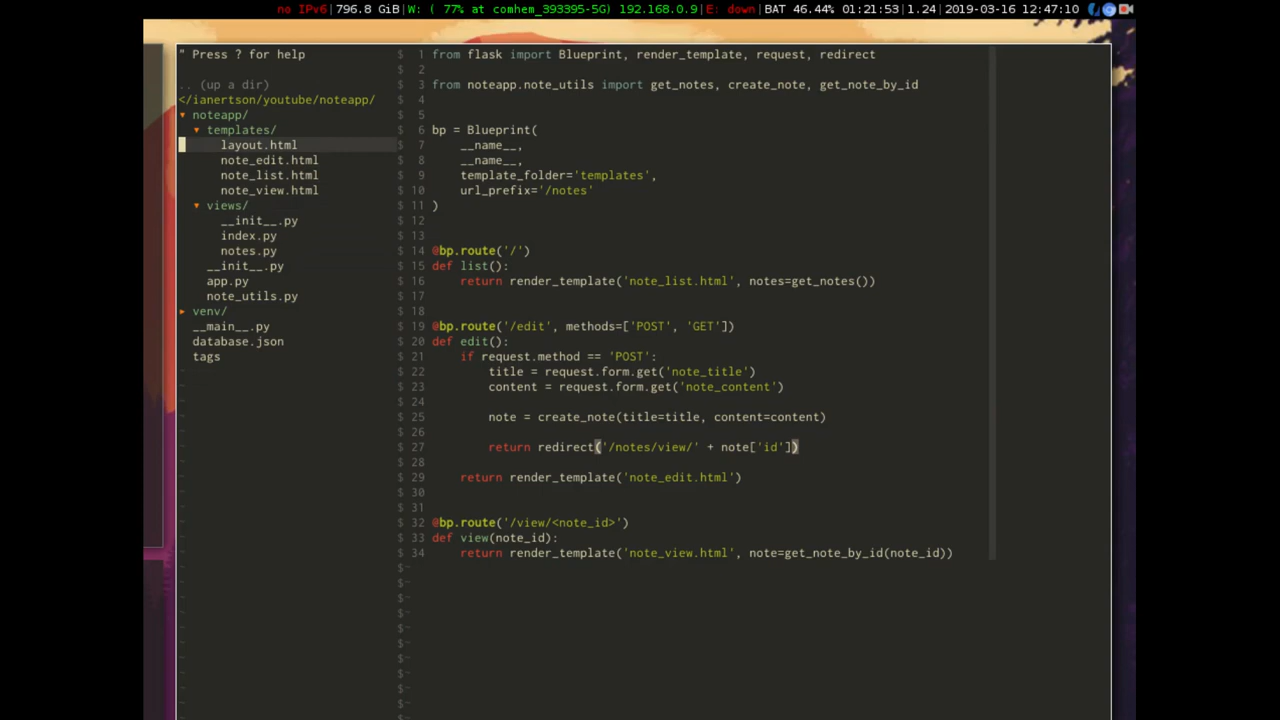 no IPv6|796.8 GiB|W: ( 77% at comhem_393395-5G) 192.168.0.9|E: down|BAT 46.44% 01:21:53|1.24|2019-03-16 12:47:10
" Press ? for help
.. (up a dir)
</ianertson/youtube/noteapp/
▾ noteapp/
▾ templates/
layout.html
note_edit.html
note_list.html
note_view.html
▾ views/
__init__.py
index.py
notes.py
__init__.py
app.py
note_utils.py
▸ venv/
__main__.py
database.json
tags
$ 1 from flask import Blueprint, render_template, request, redirect
$ 2
$ 3 from noteapp.note_utils import get_notes, create_note, get_note_by_id
$ 4
$ 5
$ 6 bp = Blueprint(
$ 7     __name__,
$ 8     __name__,
$ 9     template_folder='templates',
$ 10     url_prefix='/notes'
$ 11 )
$ 12
$ 13
$ 14 @bp.route('/')
$ 15 def list():
$ 16     return render_template('note_list.html', notes=get_notes())
$ 17
$ 18
$ 19 @bp.route('/edit', methods=['POST', 'GET'])
$ 20 def edit():
$ 21     if request.method == 'POST':
$ 22         title = request.form.get('note_title')
$ 23         content = request.form.get('note_content')
$ 24
$ 25         note = create_note(title=title, content=content)
$ 26
$ 27         return redirect('/notes/view/' + note['id'])
$ 28
$ 29     return render_template('note_edit.html')
$ 30
$ 31
$ 32 @bp.route('/view/<note_id>')
$ 33 def view(note_id):
$ 34     return render_template('note_view.html', note=get_note_by_id(note_id))
$~
$~
$~
$~
$~
$~
$~
$~
$~
$~